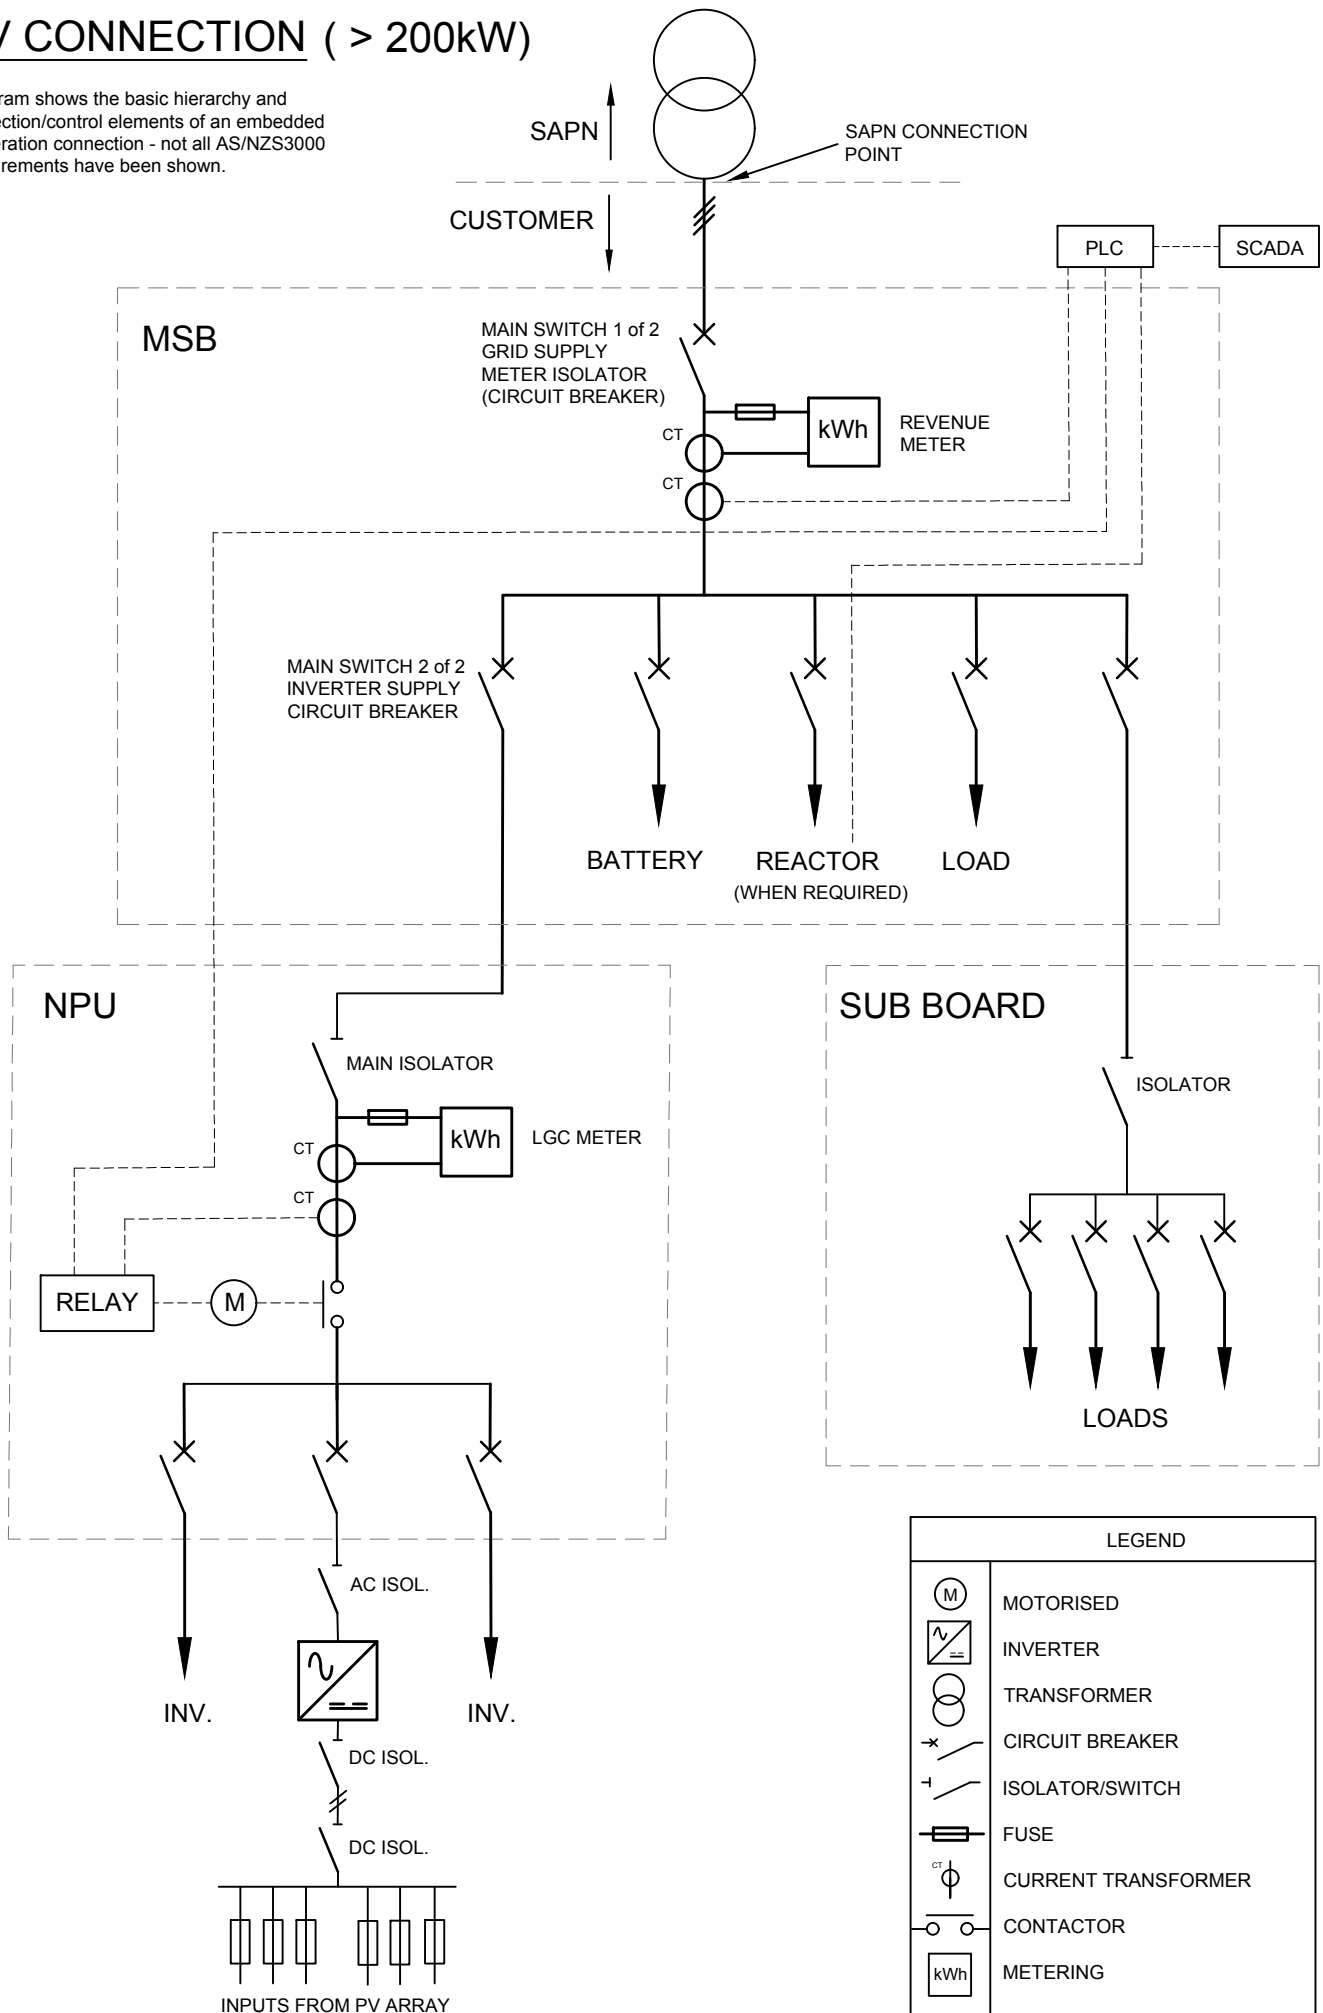 CONNECTION ( > 200kW)
shows the basic hierarchy and
elements of an embedded
connection - not all AS/NZS3000
have been shown.
SAPN
SAPN CONNECTION
POINT
CUSTOMER
PLC
SCADA
MSB
MAIN SWITCH 1 of 2
GRID SUPPLY
METER ISOLATOR
(CIRCUIT BREAKER)
CT
kWh
REVENUE
METER
CT
MAIN SWITCH 2 of 2
INVERTER SUPPLY
CIRCUIT BREAKER
BATTERY
REACTOR
(WHEN REQUIRED)
LOAD
NPU
SUB BOARD
MAIN ISOLATOR
ISOLATOR
CT
kWh
LGC METER
CT
RELAY
M
LOADS
AC ISOL.
INV.
INV.
DC ISOL.
DC ISOL.
INPUTS FROM PV ARRAY
LEGEND
M
MOTORISED
INVERTER
TRANSFORMER
CIRCUIT BREAKER
ISOLATOR/SWITCH
FUSE
CT
CURRENT TRANSFORMER
CONTACTOR
kWh
METERING